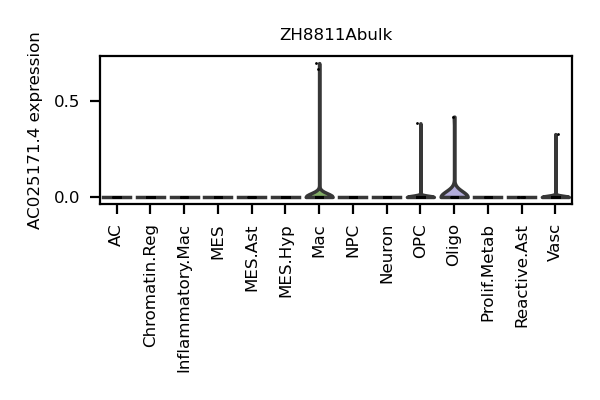 ZH8811Abulk
AC025171.4 expression
0.5
0.0
AC
Chromatin.Reg
Inflammatory.Mac
MES
MES.Ast
MES.Hyp
Mac
NPC
Neuron
OPC
Oligo
Prolif.Metab
Reactive.Ast
Vasc